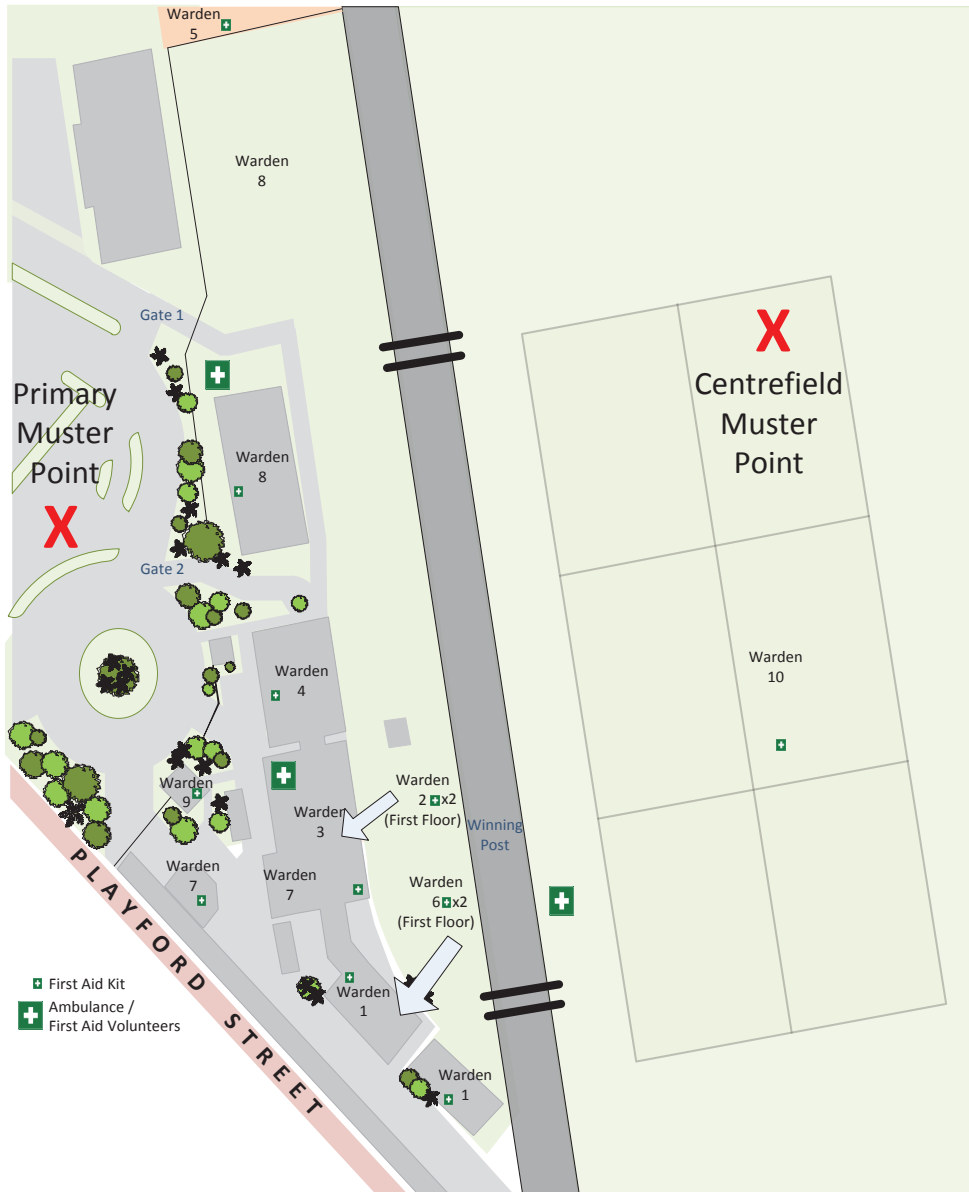 Warden
5
Warden
8
Gate 1
Primary
Muster
Point
X
X
Centrefield
Muster
Point
Warden
8
Gate 2
Warden
4
Warden
10
Warden
2 x2
(First Floor)
Warden
9
Warden
3
Winning
Post
Warden
7
Warden
7
Warden
6 x2
(First Floor)
PLAYFORD STREET
First Aid Kit
Ambulance /
First Aid Volunteers
Warden
1
Warden
1